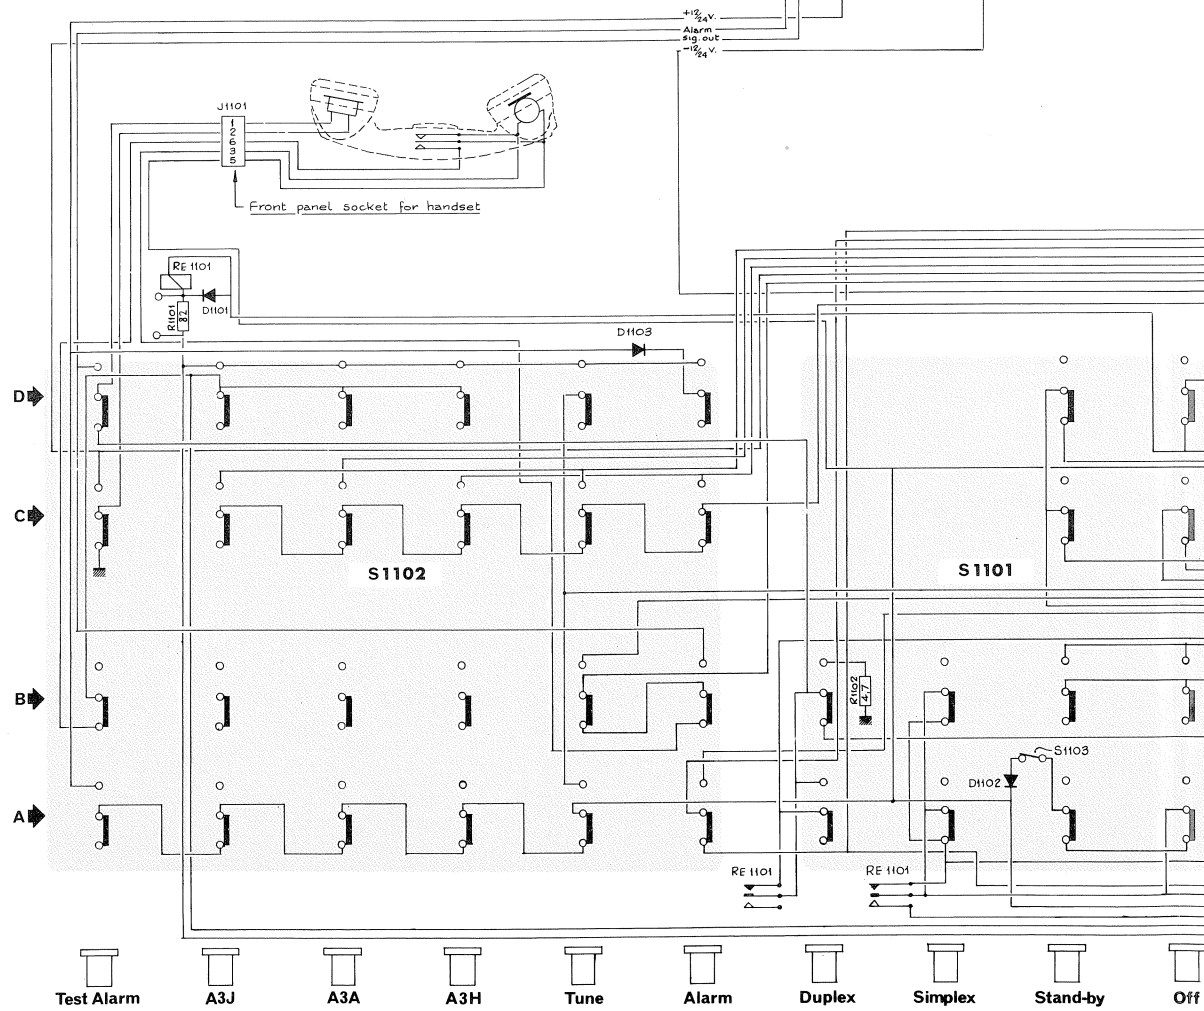 +12/24V.
Alarm
sig. out
-12/24V.
J1101
1
2
6
3
5
Front panel socket for handset
RE 1101
R1101
82
D1101
D1103
D
C
S1102
S1101
B
R1102
4,7
S1103
D1102
A
RE 1101
RE 1101
Test Alarm
A3J
A3A
A3H
Tune
Alarm
Duplex
Simplex
Stand-by
Off